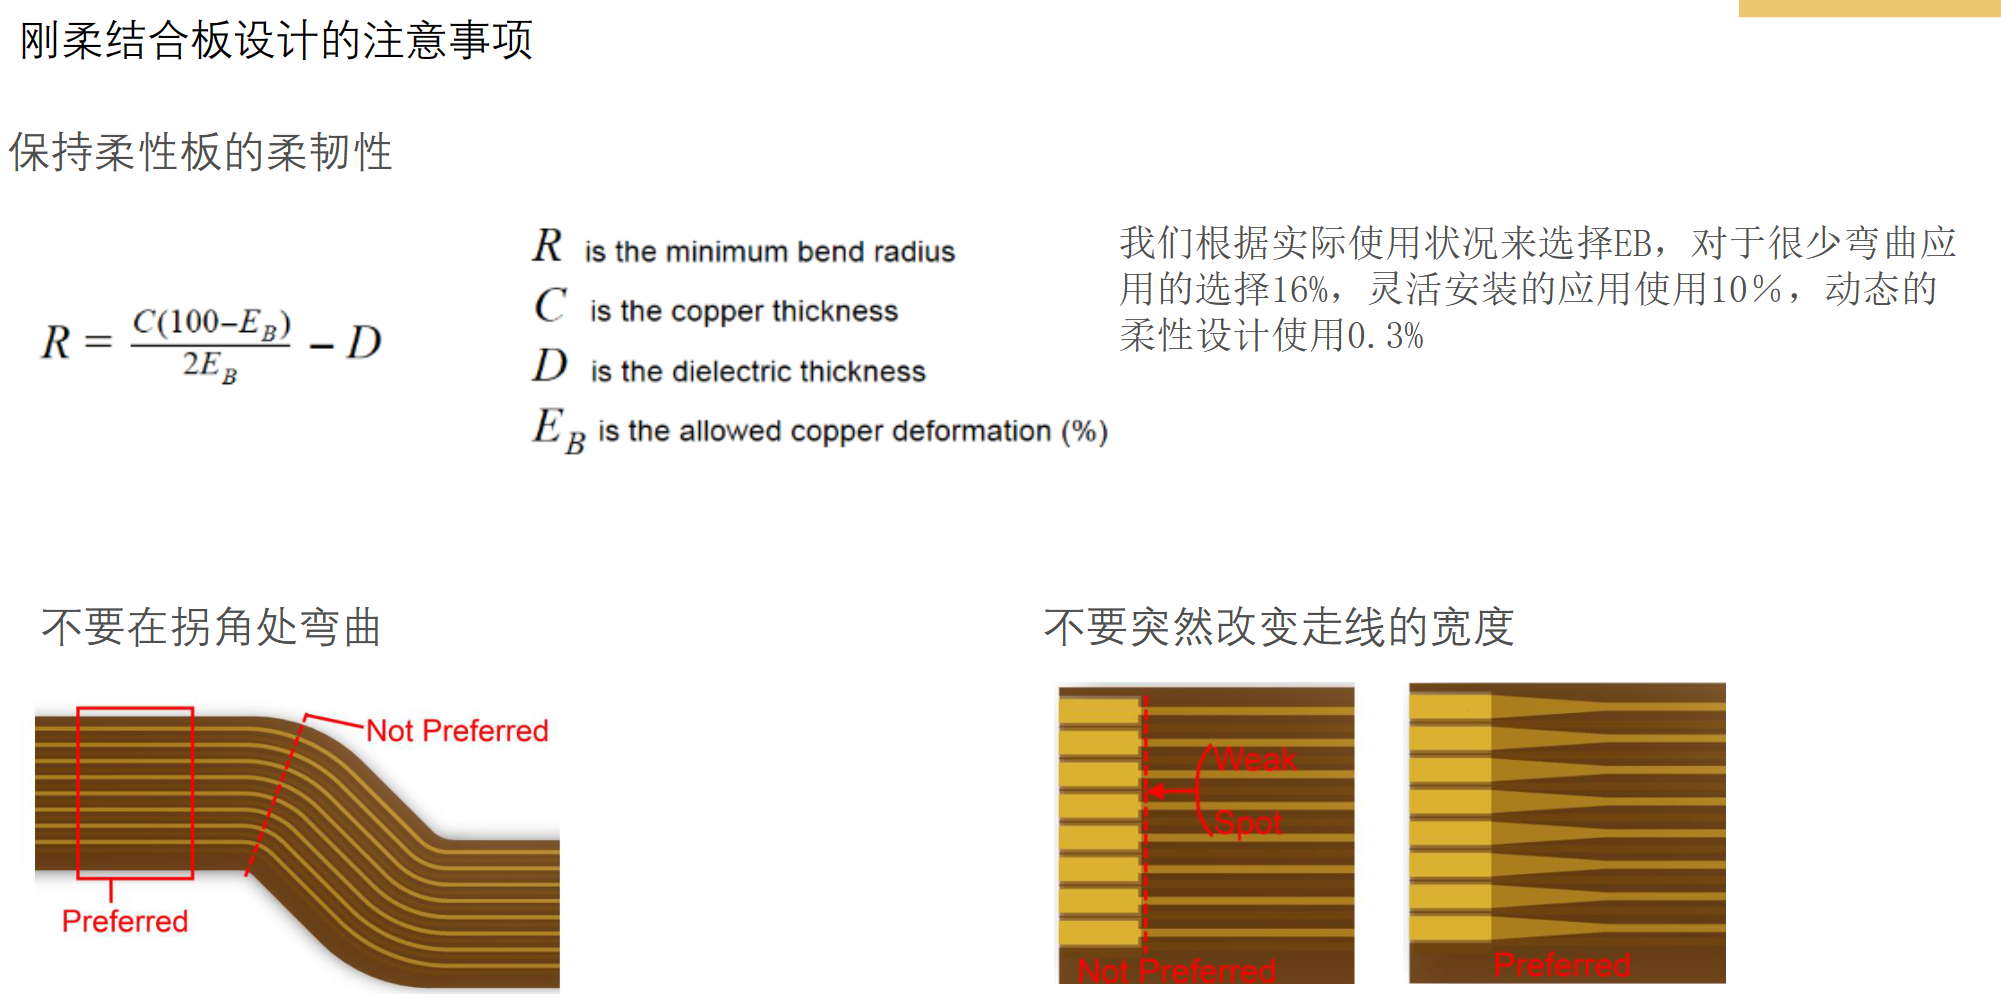 刚柔结合板设计的注意事项
保持柔性板的柔韧性
R = C(100−E_B) / 2E_B − D
R is the minimum bend radius
C is the copper thickness
D is the dielectric thickness
E_B is the allowed copper deformation (%)
我们根据实际使用状况来选择EB，对于很少弯曲应
用的选择16%，灵活安装的应用使用10％，动态的
柔性设计使用0.3%
不要在拐角处弯曲
Not Preferred
Preferred
不要突然改变走线的宽度
Weak
Spot
Not Preferred
Preferred